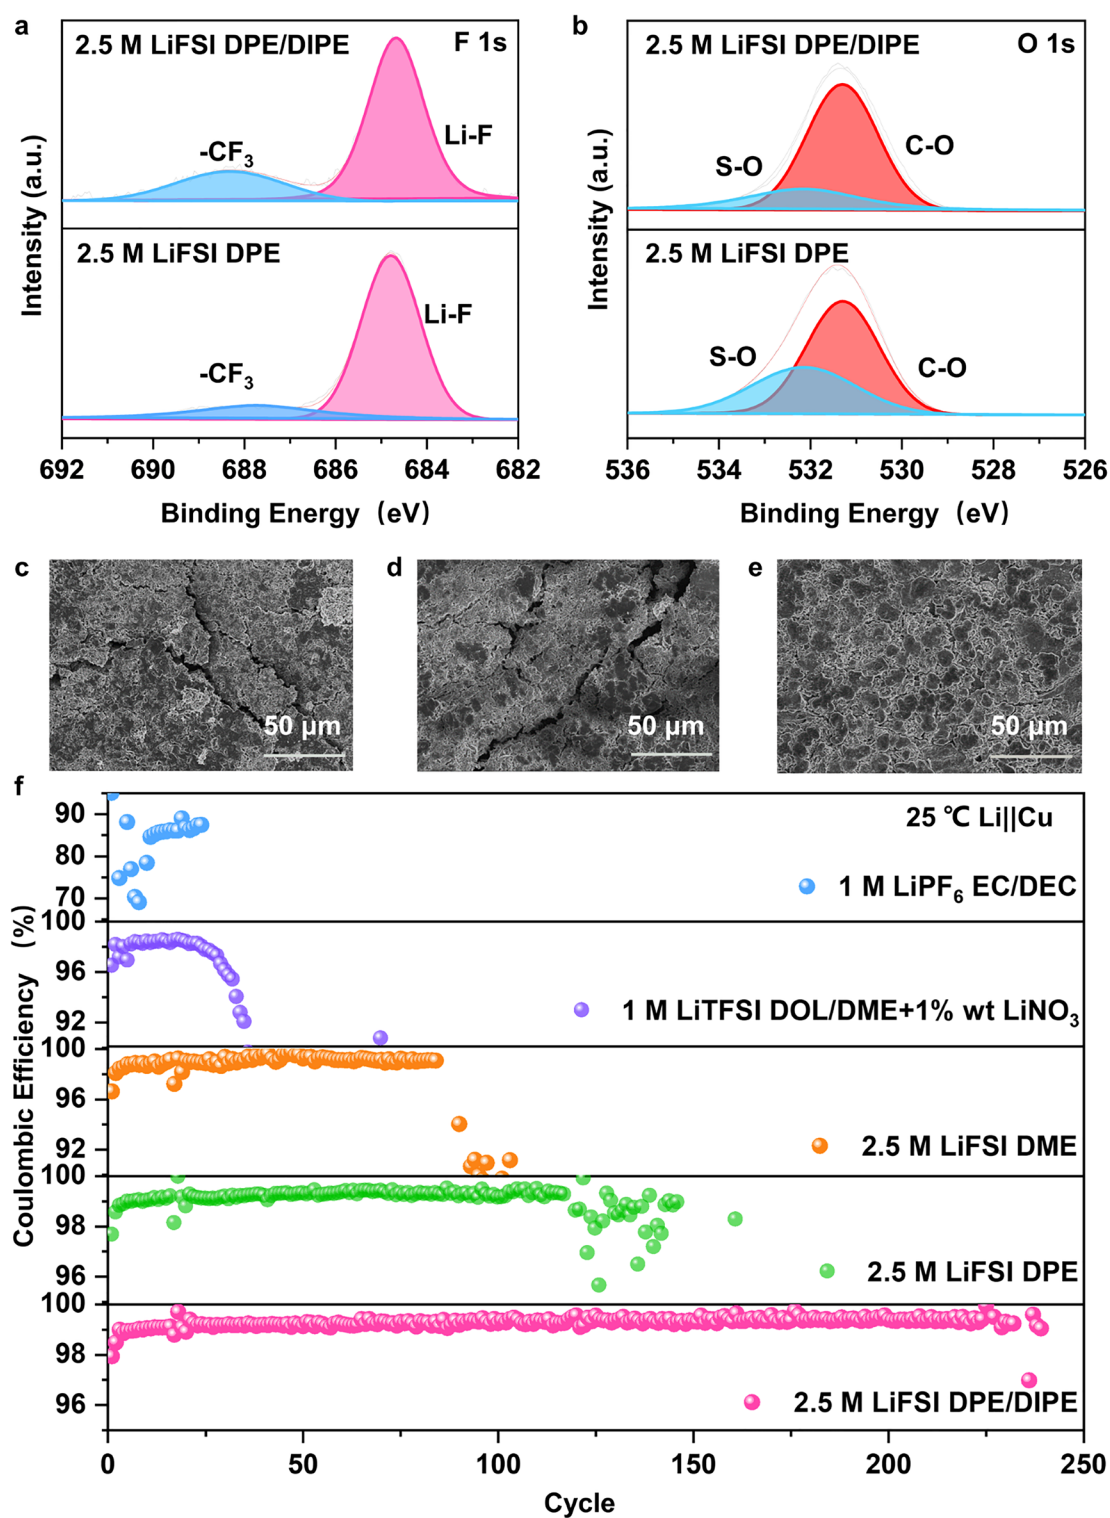 a
2.5 M LiFSI DPE/DIPE
F 1s
-CF3
Li-F
2.5 M LiFSI DPE
-CF3
Li-F
Intensity (a.u.)
692 690 688 686 684 682
Binding Energy (eV)
b
2.5 M LiFSI DPE/DIPE
O 1s
S-O
C-O
2.5 M LiFSI DPE
S-O
C-O
Intensity (a.u.)
536 534 532 530 528 526
Binding Energy (eV)
c
50 μm
d
50 μm
e
50 μm
f
25 ℃ Li||Cu
90
80
70
1 M LiPF6 EC/DEC
100
96
92
1 M LiTFSI DOL/DME+1% wt LiNO3
100
96
92
2.5 M LiFSI DME
100
98
96
2.5 M LiFSI DPE
100
98
96
2.5 M LiFSI DPE/DIPE
Coulombic Efficiency (%)
0 50 100 150 200 250
Cycle